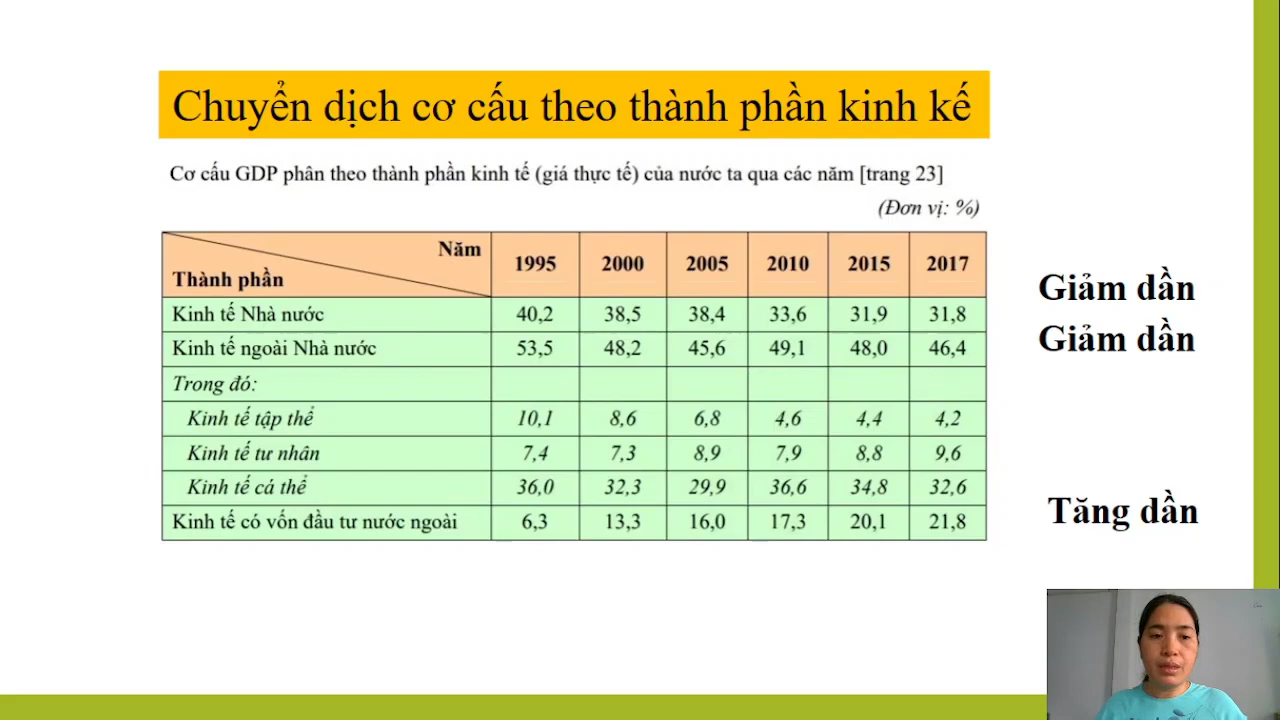 Chuyển dịch cơ cấu theo thành phần kinh kế
Cơ cấu GDP phân theo thành phần kinh tế (giá thực tế) của nước ta qua các năm [trang 23]
(Đơn vị: %)
Năm
Thành phần 1995 2000 2005 2010 2015 2017
Kinh tế Nhà nước 40,2 38,5 38,4 33,6 31,9 31,8
Kinh tế ngoài Nhà nước 53,5 48,2 45,6 49,1 48,0 46,4
Trong đó:
Kinh tế tập thể 10,1 8,6 6,8 4,6 4,4 4,2
Kinh tế tư nhân 7,4 7,3 8,9 7,9 8,8 9,6
Kinh tế cá thể 36,0 32,3 29,9 36,6 34,8 32,6
Kinh tế có vốn đầu tư nước ngoài 6,3 13,3 16,0 17,3 20,1 21,8
Giảm dần
Giảm dần
Tăng dần